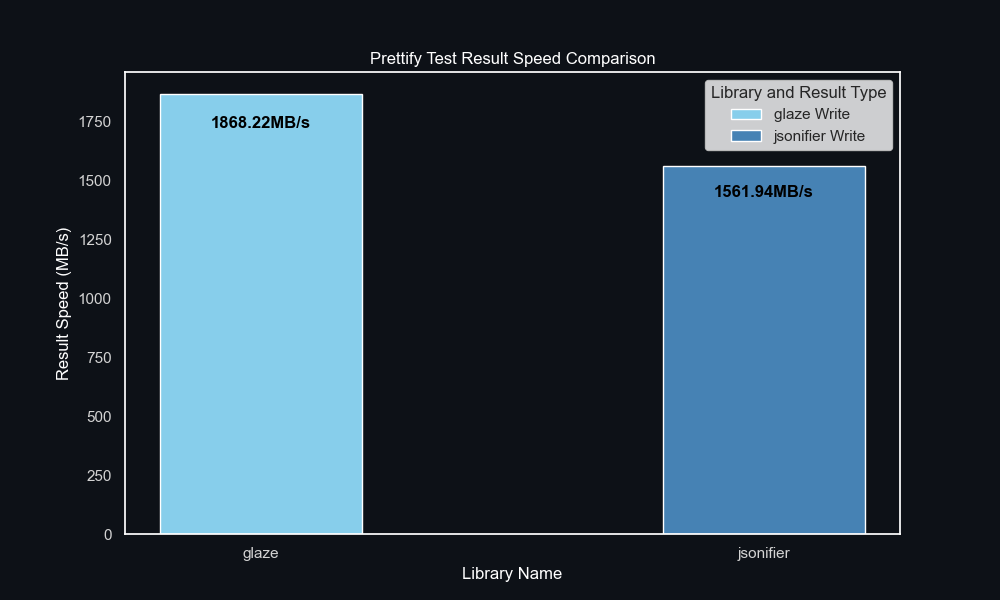 Prettify Test Result Speed Comparison
Library and Result Type
glaze Write
jsonifier Write
1868.22MB/s
1561.94MB/s
Result Speed (MB/s)
1750
1500
1250
1000
750
500
250
0
glaze
jsonifier
Library Name